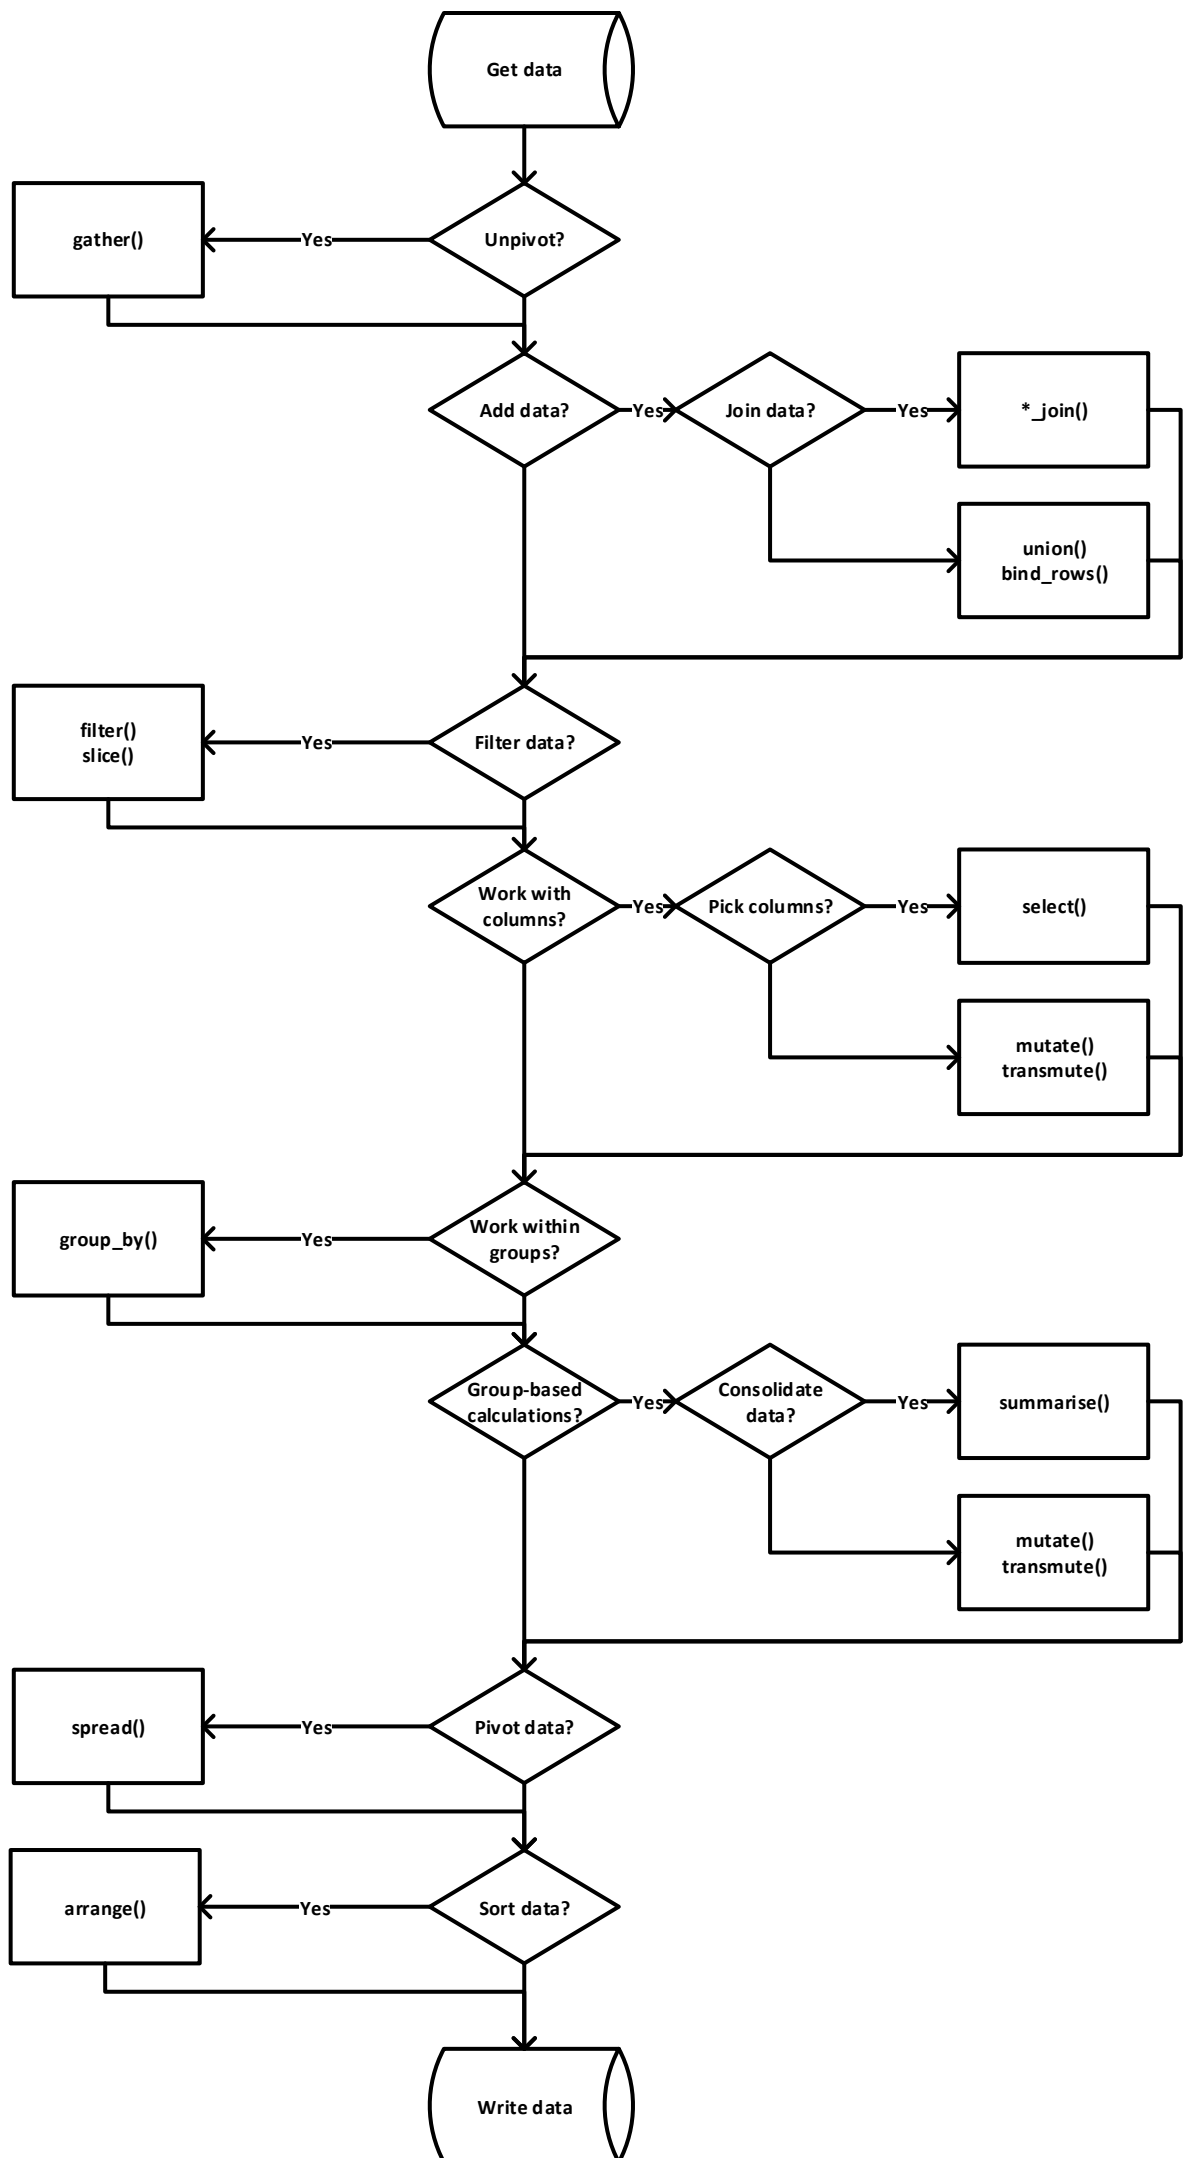 Get data
gather()
Yes
Unpivot?
Add data?
Yes
Join data?
Yes
*_join()
union()
bind_rows()
filter()
slice()
Yes
Filter data?
Work with
columns?
Yes
Pick columns?
Yes
select()
mutate()
transmute()
group_by()
Yes
Work within
groups?
Group-based
calculations?
Yes
Consolidate
data?
Yes
summarise()
mutate()
transmute()
spread()
Yes
Pivot data?
arrange()
Yes
Sort data?
Write data